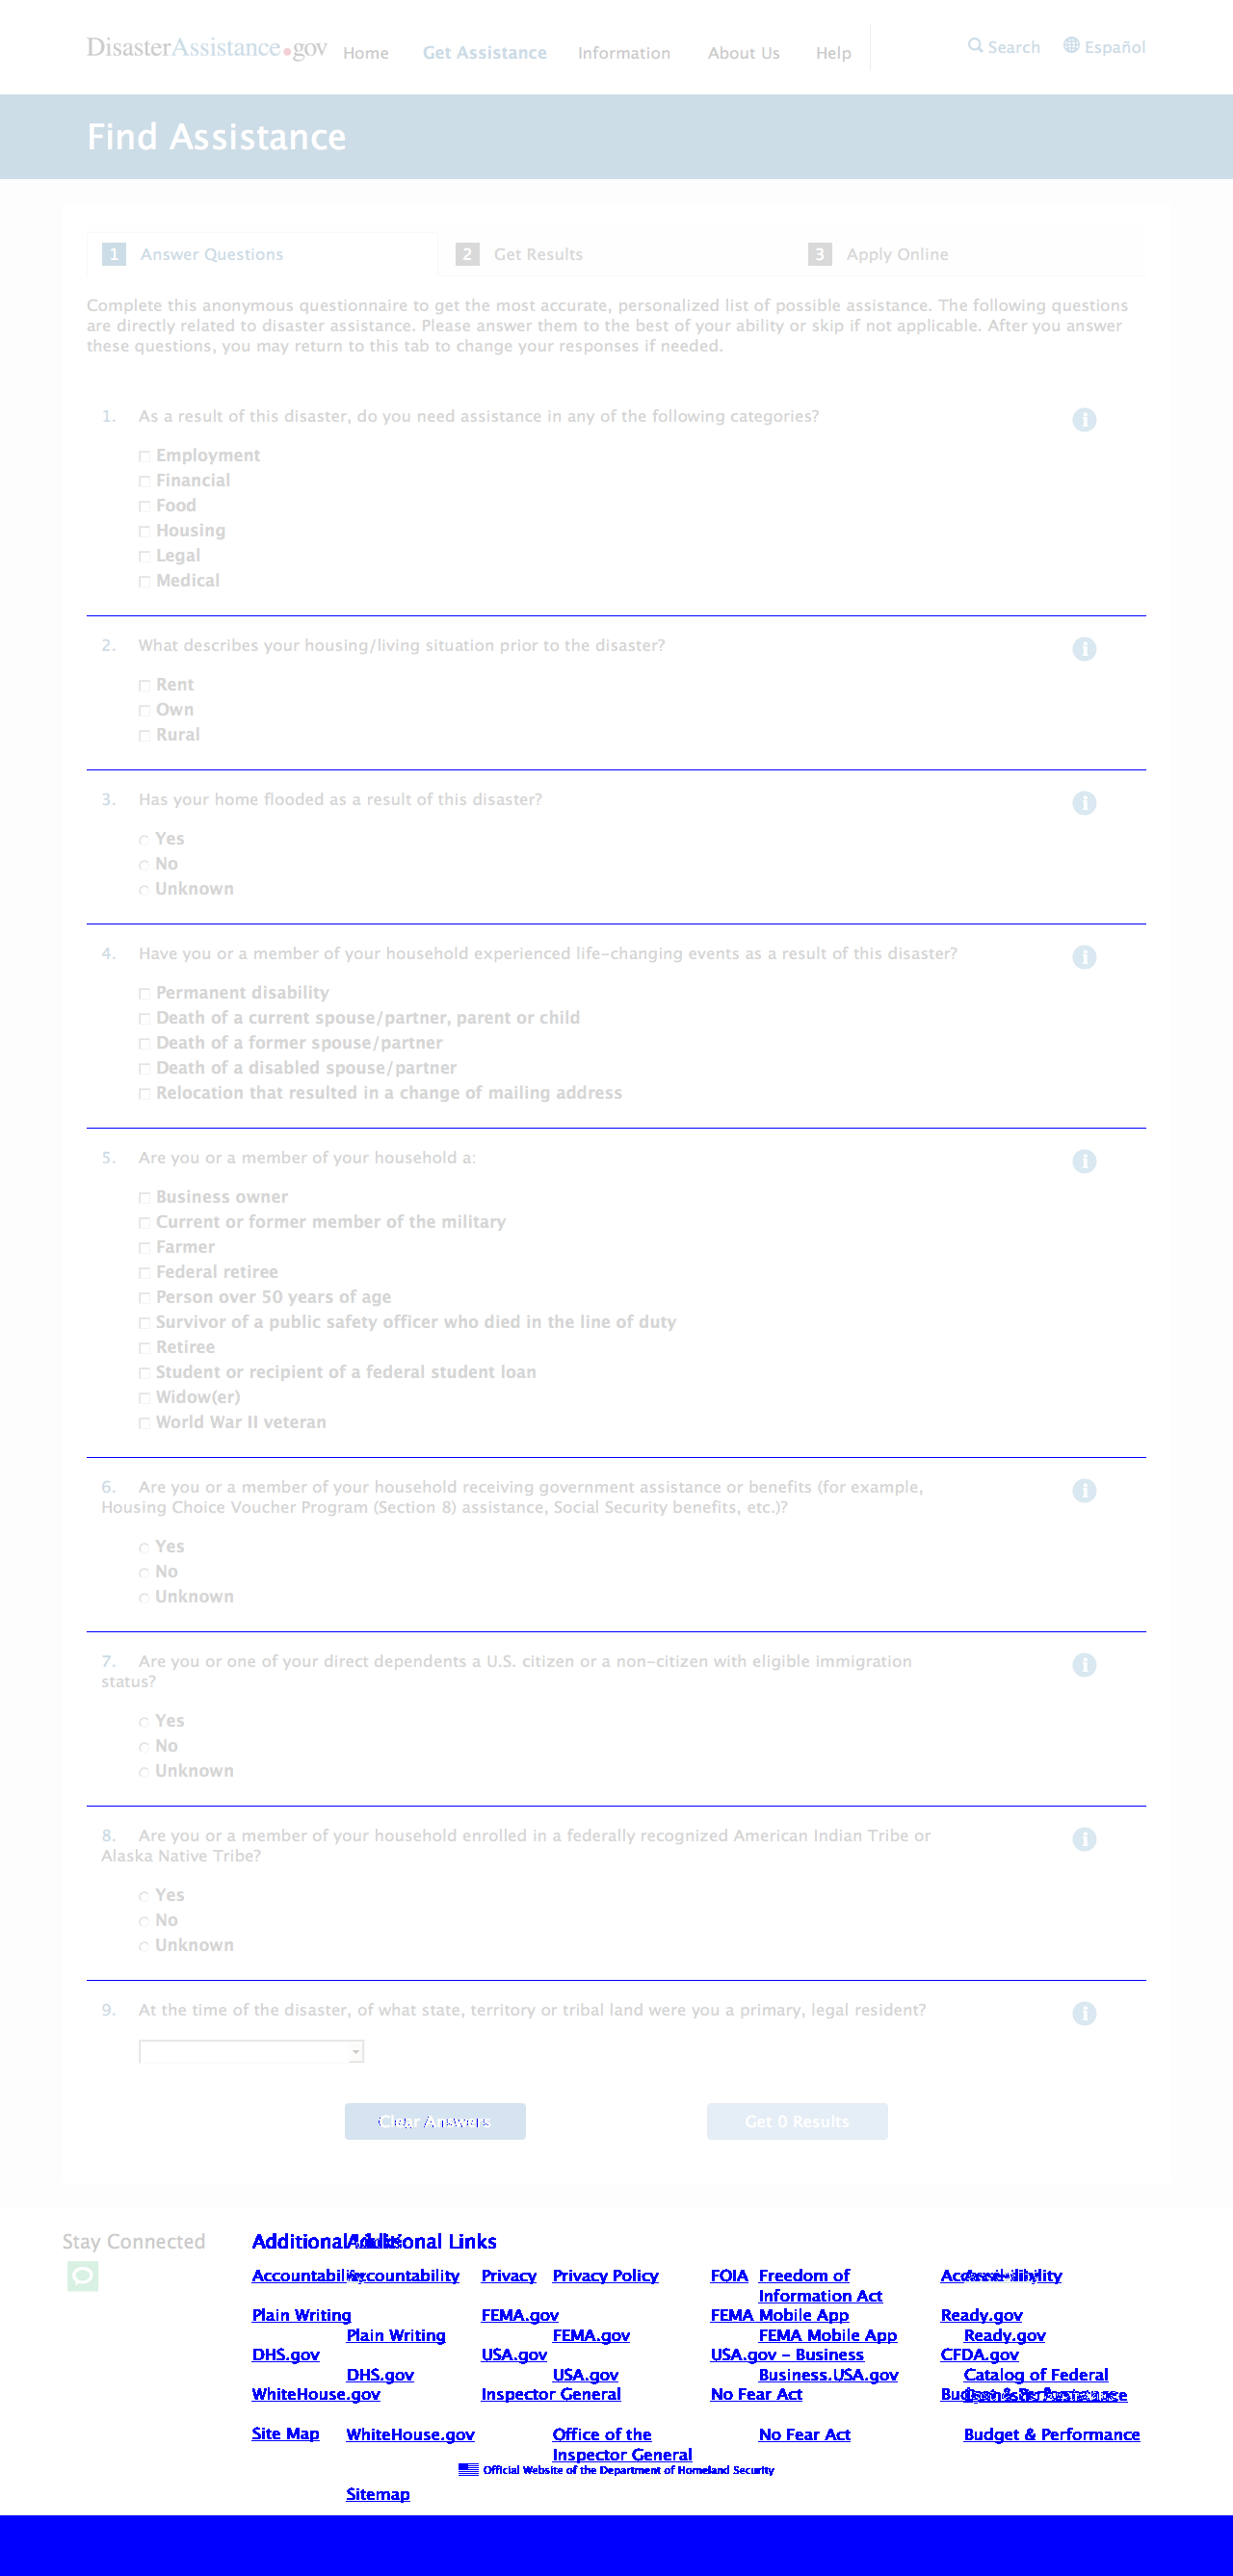 DisasterAssistance.gov Home Get Assistance Information About Us Help Search Español
Find Assistance
1 Answer Questions 2 Get Results 3 Apply Online
Complete this anonymous questionnaire to get the most accurate, personalized list of possible assistance. The following questions
are directly related to disaster assistance. Please answer them to the best of your ability or skip if not applicable. After you answer
these questions, you may return to this tab to change your responses if needed.
1. As a result of this disaster, do you need assistance in any of the following categories?
Employment
Financial
Food
Housing
Legal
Medical
2. What describes your housing/living situation prior to the disaster?
Rent
Own
Rural
3. Has your home flooded as a result of this disaster?
Yes
No
Unknown
4. Have you or a member of your household experienced life-changing events as a result of this disaster?
Permanent disability
Death of a current spouse/partner, parent or child
Death of a former spouse/partner
Death of a disabled spouse/partner
Relocation that resulted in a change of mailing address
5. Are you or a member of your household a:
Business owner
Current or former member of the military
Farmer
Federal retiree
Person over 50 years of age
Survivor of a public safety officer who died in the line of duty
Retiree
Student or recipient of a federal student loan
Widow(er)
World War II veteran
6. Are you or a member of your household receiving government assistance or benefits (for example,
Housing Choice Voucher Program (Section 8) assistance, Social Security benefits, etc.)?
Yes
No
Unknown
7. Are you or one of your direct dependents a U.S. citizen or a non-citizen with eligible immigration
status?
Yes
No
Unknown
8. Are you or a member of your household enrolled in a federally recognized American Indian Tribe or
Alaska Native Tribe?
Yes
No
Unknown
9. At the time of the disaster, of what state, territory or tribal land were you a primary, legal resident?
Clear Answers Get 0 Results
Stay Connected Additional Additional Links
Accountability Accountability Privacy Privacy Policy FOIA Freedom of Accessibility
Information Act
Plain Writing FEMA.gov FEMA Mobile App Ready.gov
Plain Writing FEMA.gov FEMA Mobile App Ready.gov
DHS.gov USA.gov USA.gov - Business CFDA.gov
DHS.gov USA.gov Business.USA.gov Catalog of Federal
WhiteHouse.gov Inspector General No Fear Act
Site Map WhiteHouse.gov Office of the No Fear Act Budget & Performance
Inspector General
Official Website of the Department of Homeland Security
Sitemap